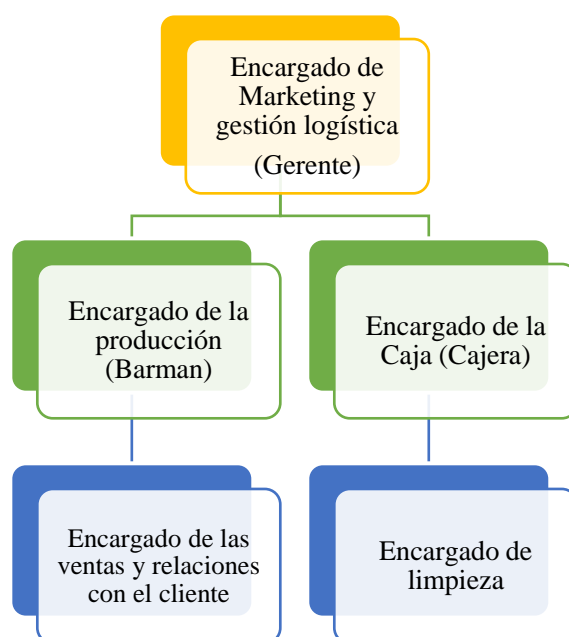 Encargado de
Marketing y
gestión logística
(Gerente)
Encargado de la
producción
(Barman)
Encargado de la
Caja (Cajera)
Encargado de las
ventas y relaciones
con el cliente
Encargado de
limpieza